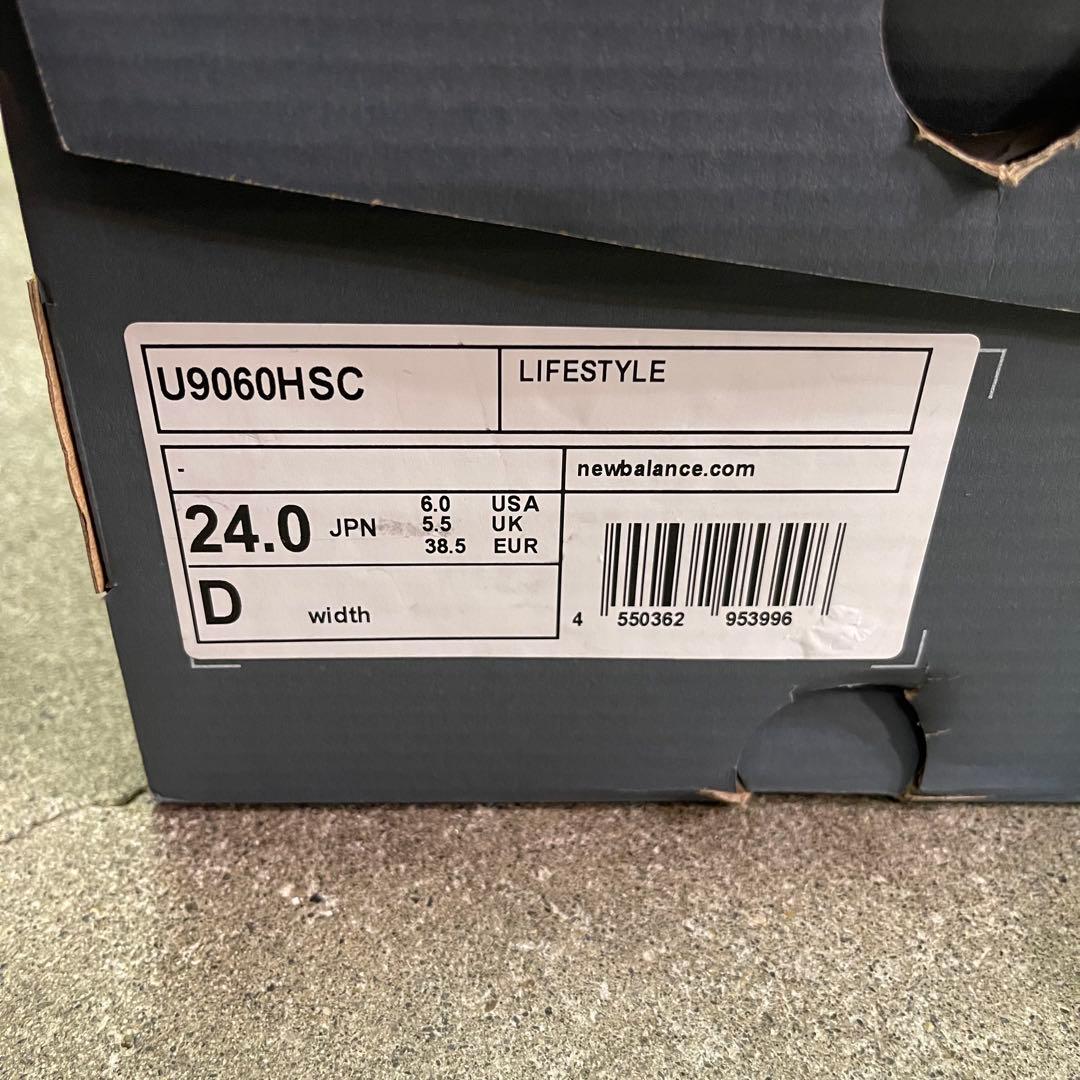 U9060HSC
LIFESTYLE
-
newbalance.com
24.0 JPN
6.0 USA
5.5 UK
38.5 EUR
D width
4 550362 953996